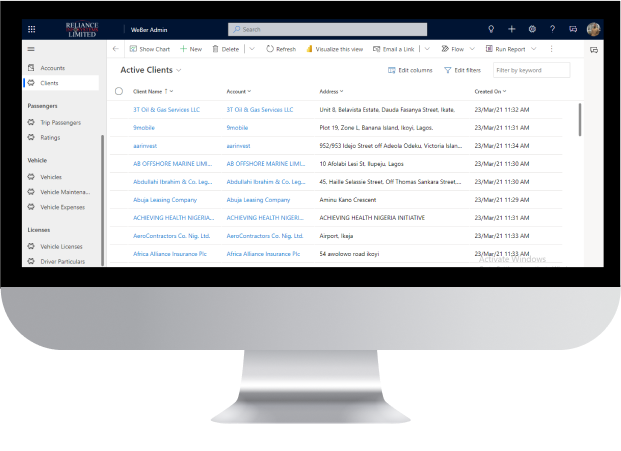 RELIANCE
LIMITED
WeBer Admin
Search
Show Chart
New
Delete
Refresh
Visualize this view
Email a Link
Flow
Run Report
Accounts
Clients
Passengers
Trip Passengers
Ratings
Vehicle
Vehicles
Vehicle Maintena...
Vehicle Expenses
Licenses
Vehicle Licenses
Driver Particulars
Active Clients
Edit columns
Edit filters
Filter by keyword
Client Name Account Address Created On
3T Oil & Gas Services LLC 3T Oil & Gas Services LLC Unit 8, Belavista Estate, Dauda Fasanya Street, Ikate. 23/Mar/21 11:32 AM
9mobile 9mobile Plot 19, Zone L, Banana Island, Ikoyi, Lagos. 23/Mar/21 11:31 AM
aarinvest aarinvest 952/953 Idejo Street off Adeola Odeku, Victoria Islan... 23/Mar/21 11:34 AM
AB OFFSHORE MARINE LIMI... AB OFFSHORE MARINE LIMI... 10 Afolabi Lesi St, Ilupeju, Lagos 23/Mar/21 11:30 AM
Abdullahi Ibrahim & Co. Leg... Abdullahi Ibrahim & Co. Leg... 45, Haile Selassie Street, Off Thomas Sankara Street,... 23/Mar/21 11:30 AM
Abuja Leasing Company Abuja Leasing Company Aminu Kano Crescent 23/Mar/21 11:29 AM
ACHIEVING HEALTH NIGERIA... ACHIEVING HEALTH NIGERI... ACHIEVING HEALTH NIGERIA INITIATIVE 23/Mar/21 11:31 AM
AeroContractors Co. Nig. Ltd. AeroContractors Co. Nig. Ltd. Airport, Ikeja 23/Mar/21 11:33 AM
Africa Alliance Insurance Plc Africa Alliance Insurance Plc 54 awolowo road ikoyi 23/Mar/21 11:33 AM
Activate Windows